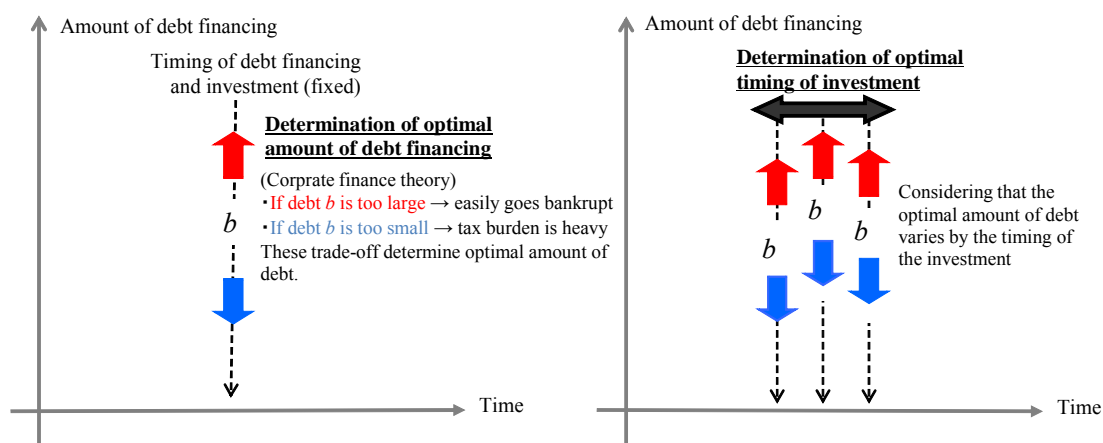 Amount of debt financing
Timing of debt financing
and investment (fixed)
Determination of optimal
amount of debt financing
(Corprate finance theory)
・If debt b is too large → easily goes bankrupt
・If debt b is too small → tax burden is heavy
These trade-off determine optimal amount of
debt.
b
Time
Amount of debt financing
Determination of optimal
timing of investment
b
b
b
Considering that the
optimal amount of debt
varies by the timing of
the investment
Time